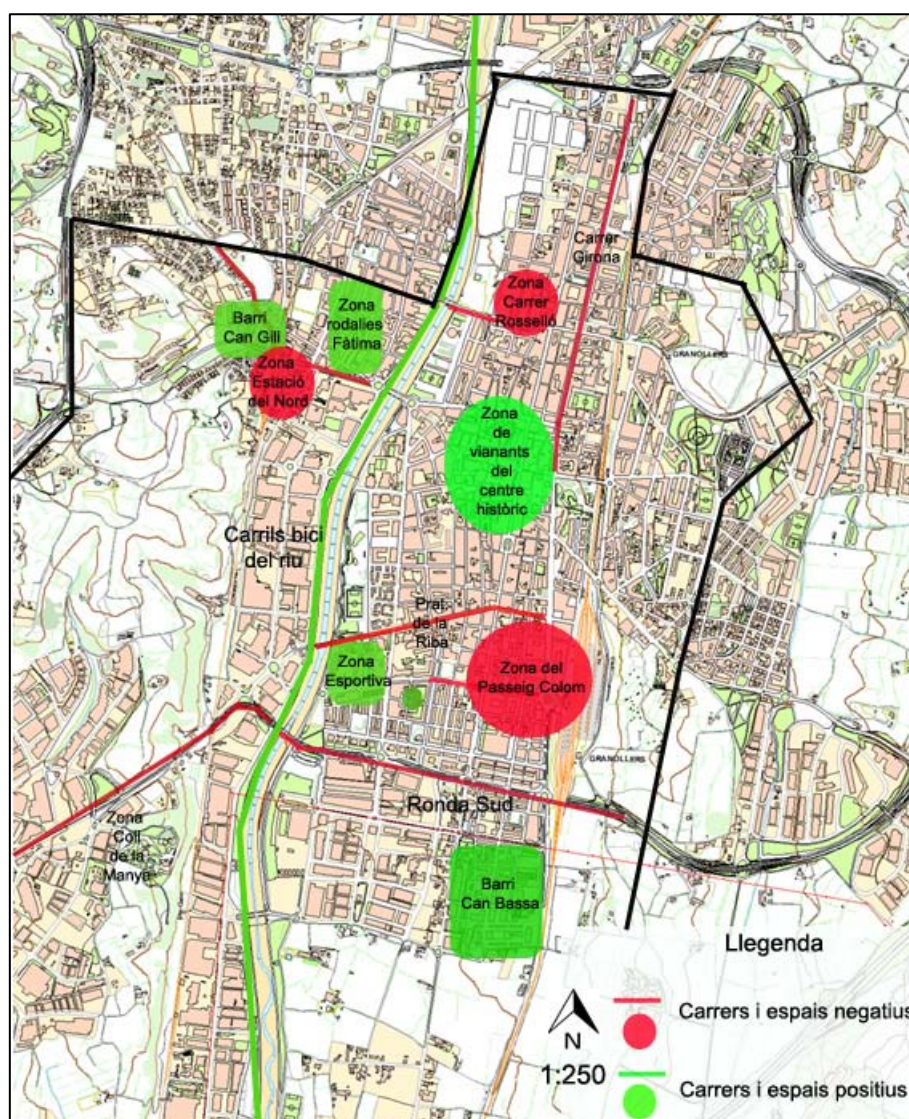 Carrer
Girona
Zona
Carrer
Rosselló
Zona
rodalies
Fàtima
Barri
Can Gili
Zona
Estació
del Nord
GRANOLLERS
Zona
de
vianants
del
centre
històric
Carrils bici
del riu
Prat
de la
Riba
Zona
Esportiva
Zona del
Passeig Colom
GRANOLLERS
Ronda Sud
Zona
Coll
de la
Manya
Barri
Can Bassa
Llegenda
Carrers i espais negatius
N
1:250
Carrers i espais positius